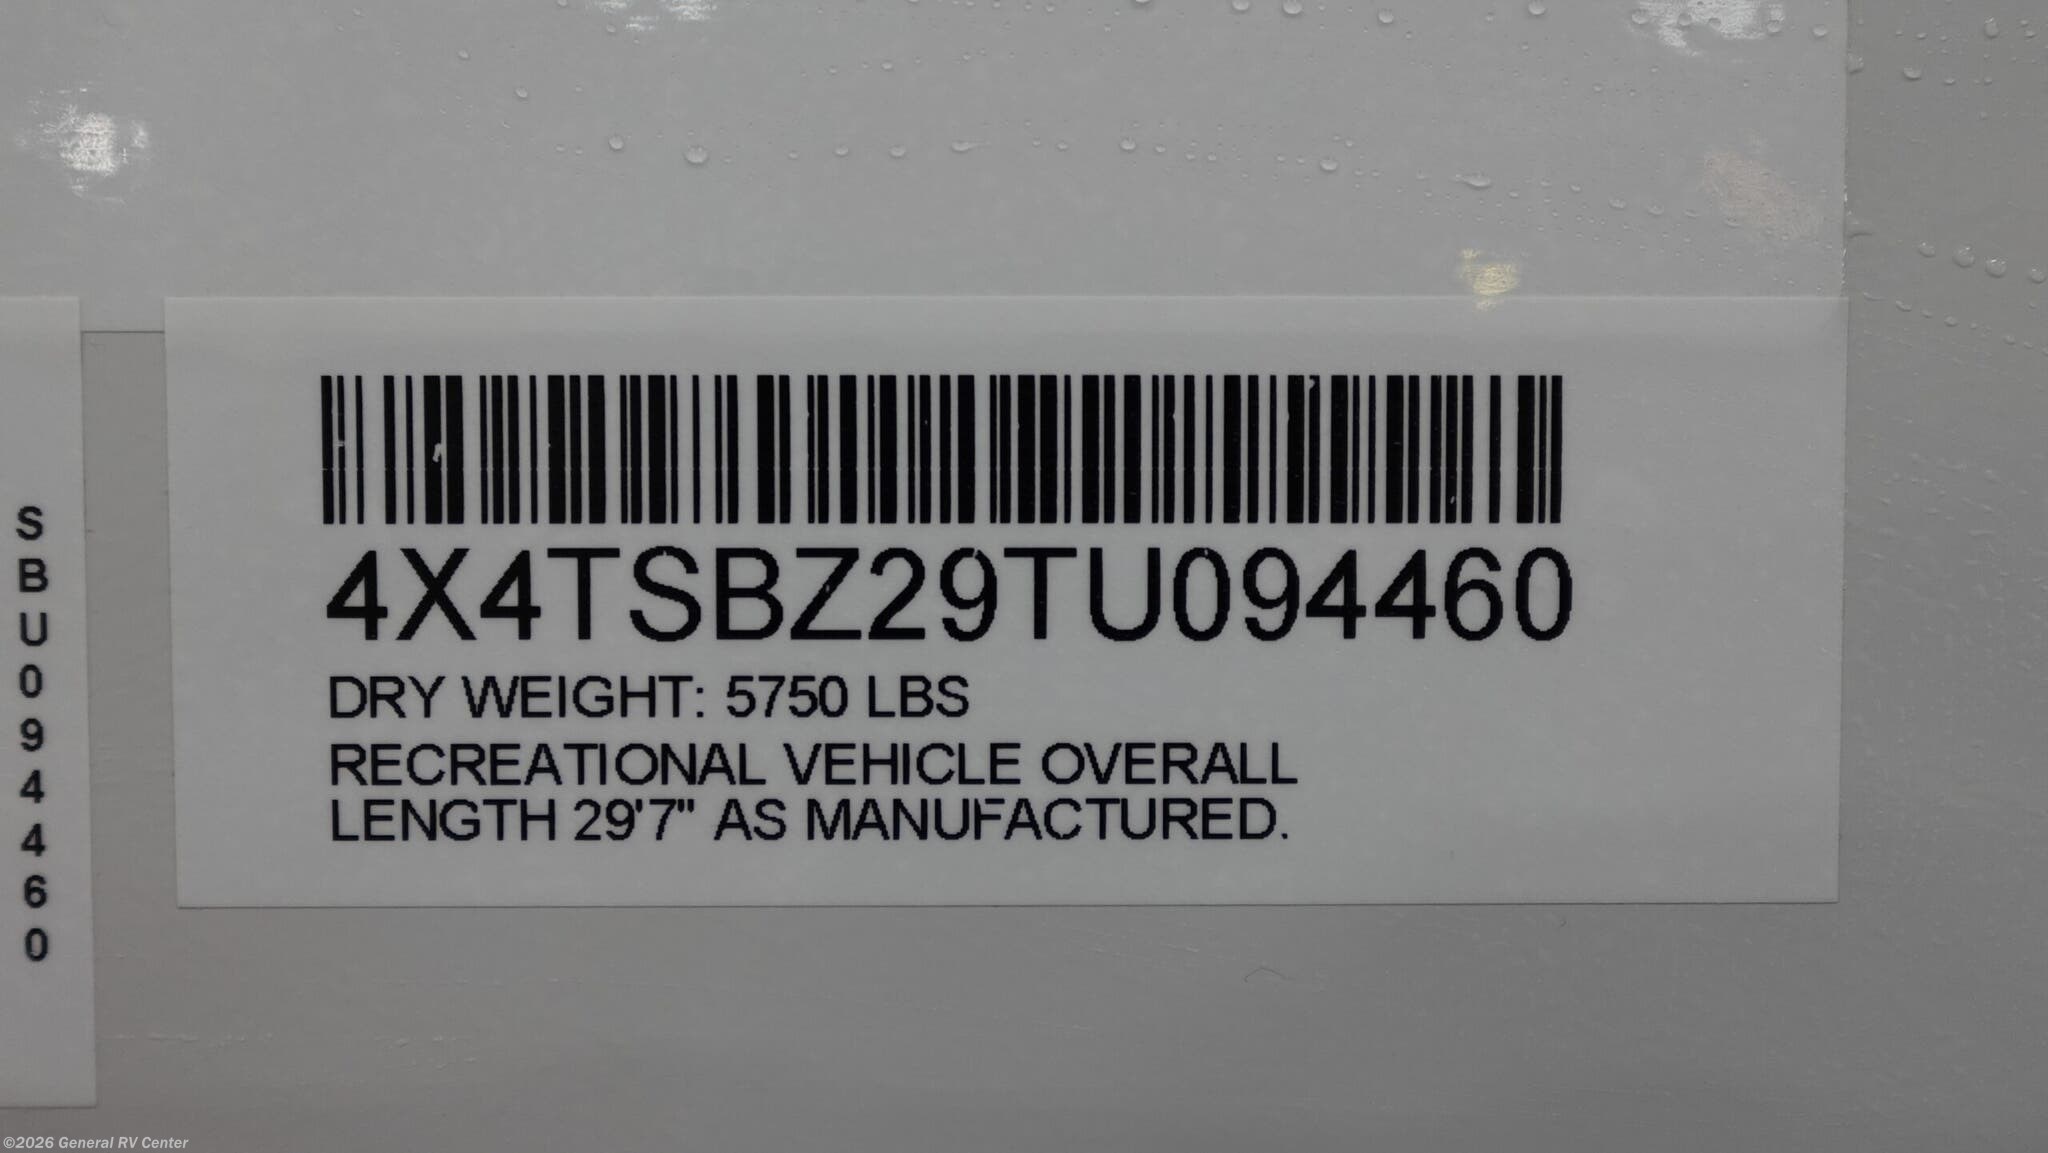 4X4TSBZ29TU094460
DRY WEIGHT: 5750 LBS
RECREATIONAL VEHICLE OVERALL
LENGTH 29'7" AS MANUFACTURED.
SBU094460
©2026 General RV Center